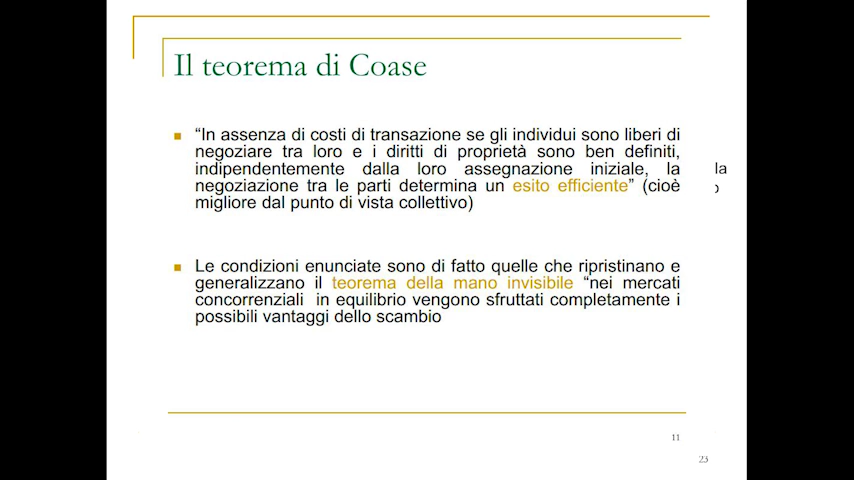 Il teorema di Coase
“In assenza di costi di transazione se gli individui sono liberi di
negoziare tra loro e i diritti di proprietà sono ben definiti,
indipendentemente dalla loro assegnazione iniziale, la
negoziazione tra le parti determina un esito efficiente” (cioè
migliore dal punto di vista collettivo)
Le condizioni enunciate sono di fatto quelle che ripristinano e
generalizzano il teorema della mano invisibile “nei mercati
concorrenziali in equilibrio vengono sfruttati completamente i
possibili vantaggi dello scambio
la
11
23